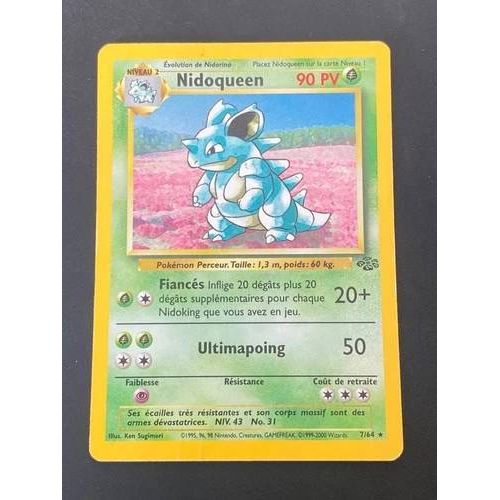 Évolution de Nidorina Placez Nidoqueen sur la carte Niveau 1
NIVEAU 2
Nidoqueen 90 PV
Pokémon Perceur. Taille: 1,3 m, poids: 60 kg.
Fiancés Inflige 20 dégâts plus 20
dégâts supplémentaires pour chaque
Nidoking que vous avez en jeu.
20+
Ultimapoing 50
Faiblesse Résistance Coût de retraite
Ses écailles très résistantes et son corps massif sont des
armes dévastatrices. NIV. 43 No. 31
Illus. Ken Sugimori ©1995, 96, 98 Nintendo, Creatures, GAMEFREAK. ©1999-2000 Wizards. 7/64 ★